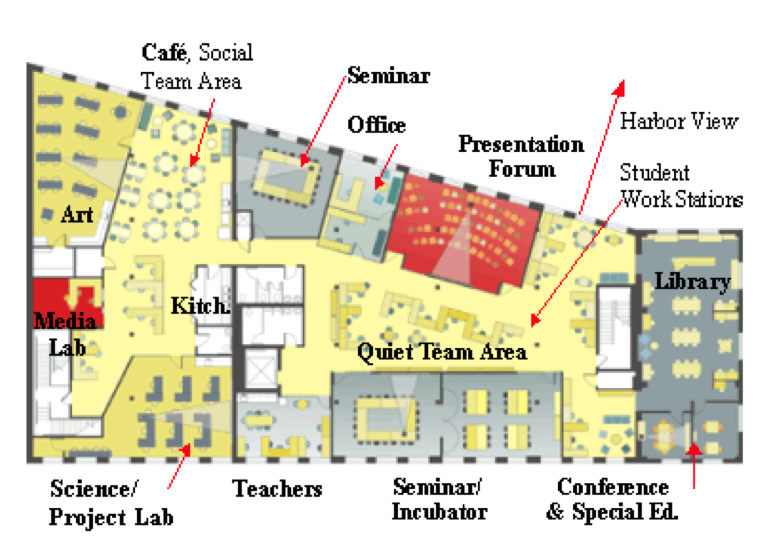 Café, Social
Team Area
Seminar
Office
Presentation
Forum
Harbor View
Student
Work Stations
Art
Library
Kitch.
Media
Lab
Quiet Team Area
Science/
Project Lab
Teachers
Seminar/
Incubator
Conference
& Special Ed.